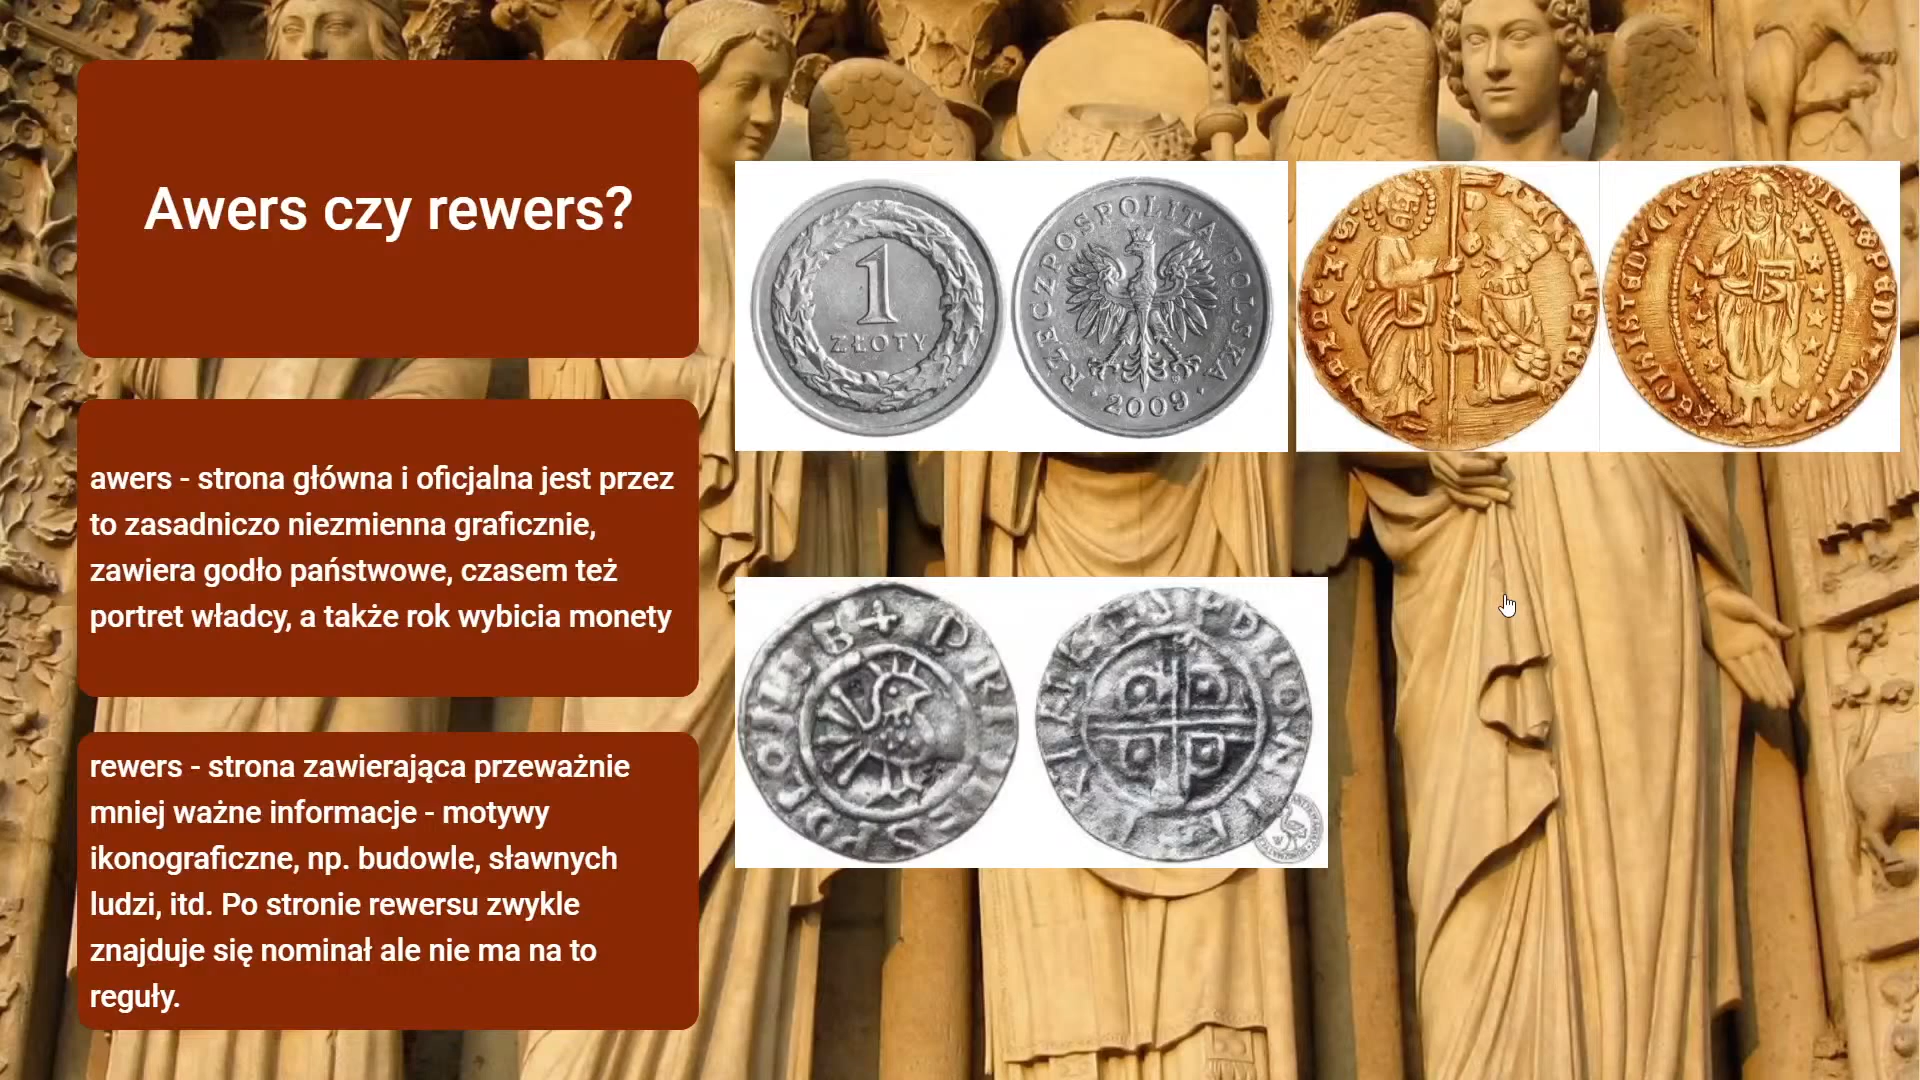 Awers czy rewers?
awers - strona główna i oficjalna jest przez
to zasadniczo niezmienna graficznie,
zawiera godło państwowe, czasem też
portret władcy, a także rok wybicia monety
rewers - strona zawierająca przeważnie
mniej ważne informacje - motywy
ikonograficzne, np. budowle, sławnych
ludzi, itd. Po stronie rewersu zwykle
znajduje się nominał ale nie ma na to
reguły.
1
ZŁOTY
RZECZPOSPOLITA POLSKA
2009